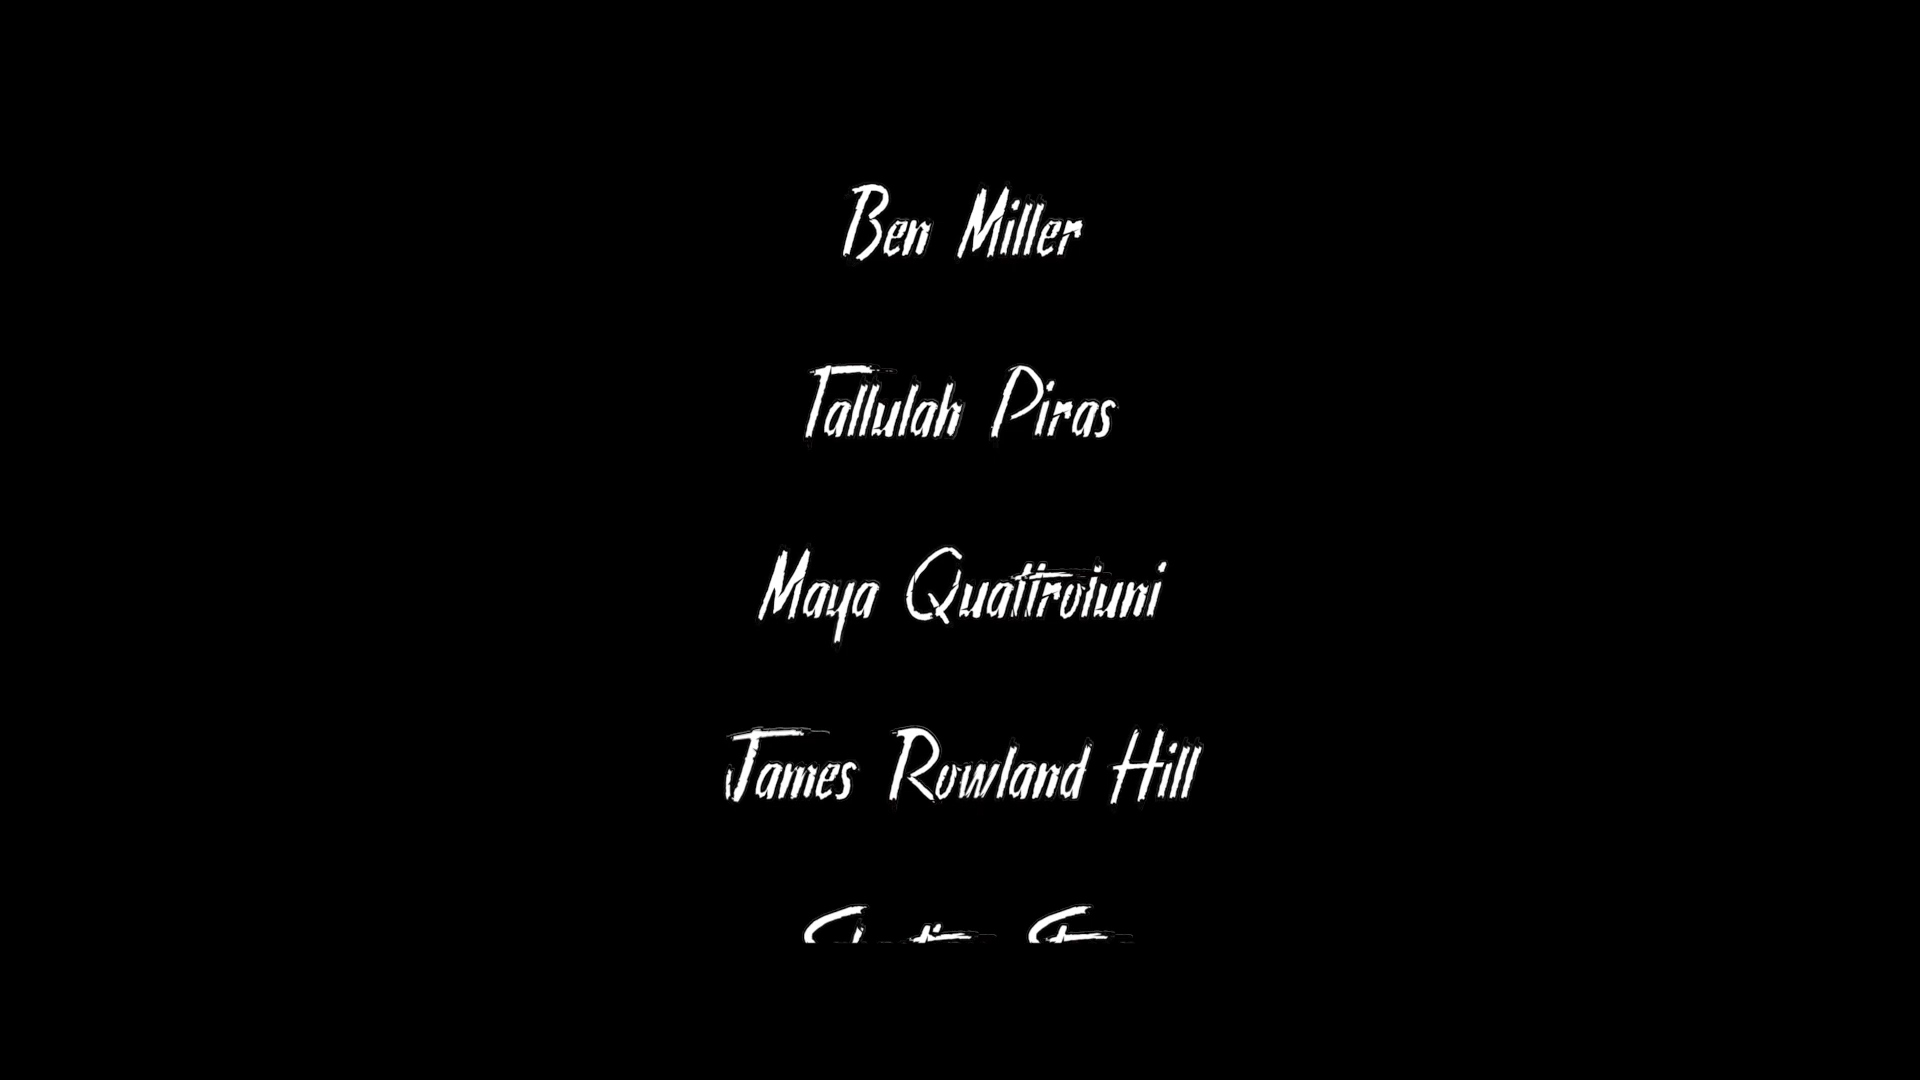 Ben Miller
Tallulah Piras
Maya Quattroiuni
James Rowland Hill